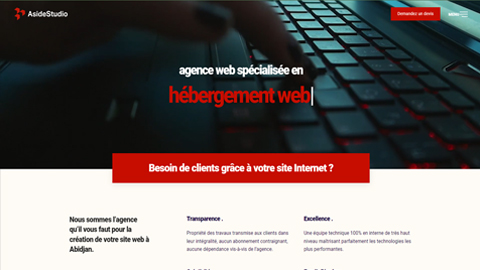 AsideStudio
Demandez un devis
MENU
agence web spécialisée en
hébergement web|
Besoin de clients grâce à votre site Internet ?
Nous sommes l'agence
qu'il vous faut pour la
création de votre site web à
Abidjan.
Transparence .
Propriété des travaux transmise aux clients dans
leur intégralité, aucun abonnement contraignant,
aucune dépendance vis-à-vis de l'agence.
Excellence .
Une équipe technique 100% en interne de très haut
niveau maîtrisant parfaitement les technologies les
plus performantes.